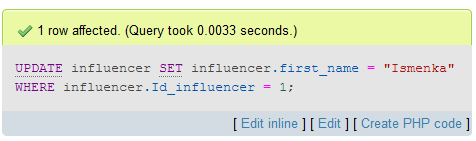 1 row affected. (Query took 0.0033 seconds.)
UPDATE influencer SET influencer.first_name = "Ismenka"
WHERE influencer.Id_influencer = 1;
[ Edit inline ] [ Edit ] [ Create PHP code ]